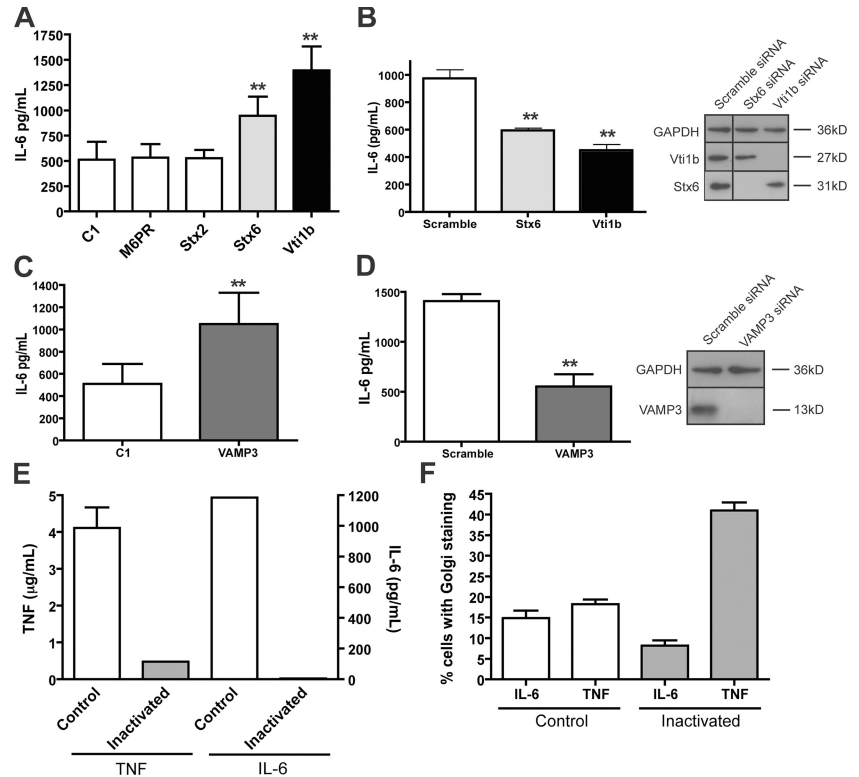 A
IL-6 pg/mL
1750
1500
1250
1000
750
500
250
0
**
**
C1
M6PR
Stx2
Stx6
Vti1b
B
IL-6 (pg/mL)
1000
800
600
400
200
0
**
**
Scramble
Stx6
Vti1b
Scramble siRNA
Stx6 siRNA
Vti1b siRNA
GAPDH
36kD
Vti1b
27kD
Stx6
31kD
C
IL-6 pg/mL
1400
1200
1000
800
600
400
200
0
**
C1
VAMP3
D
IL-6 pg/mL
1500
1000
500
0
**
Scramble
VAMP3
Scramble siRNA
VAMP3 siRNA
GAPDH
36kD
VAMP3
13kD
E
TNF (µg/mL)
5
4
3
2
1
0
1200
1000
800
600
400
200
0
IL-6 (pg/mL)
Control
Inactivated
Control
Inactivated
TNF
IL-6
F
% cells with Golgi staining
45
40
35
30
25
20
15
10
5
0
IL-6
TNF
IL-6
TNF
Control
Inactivated